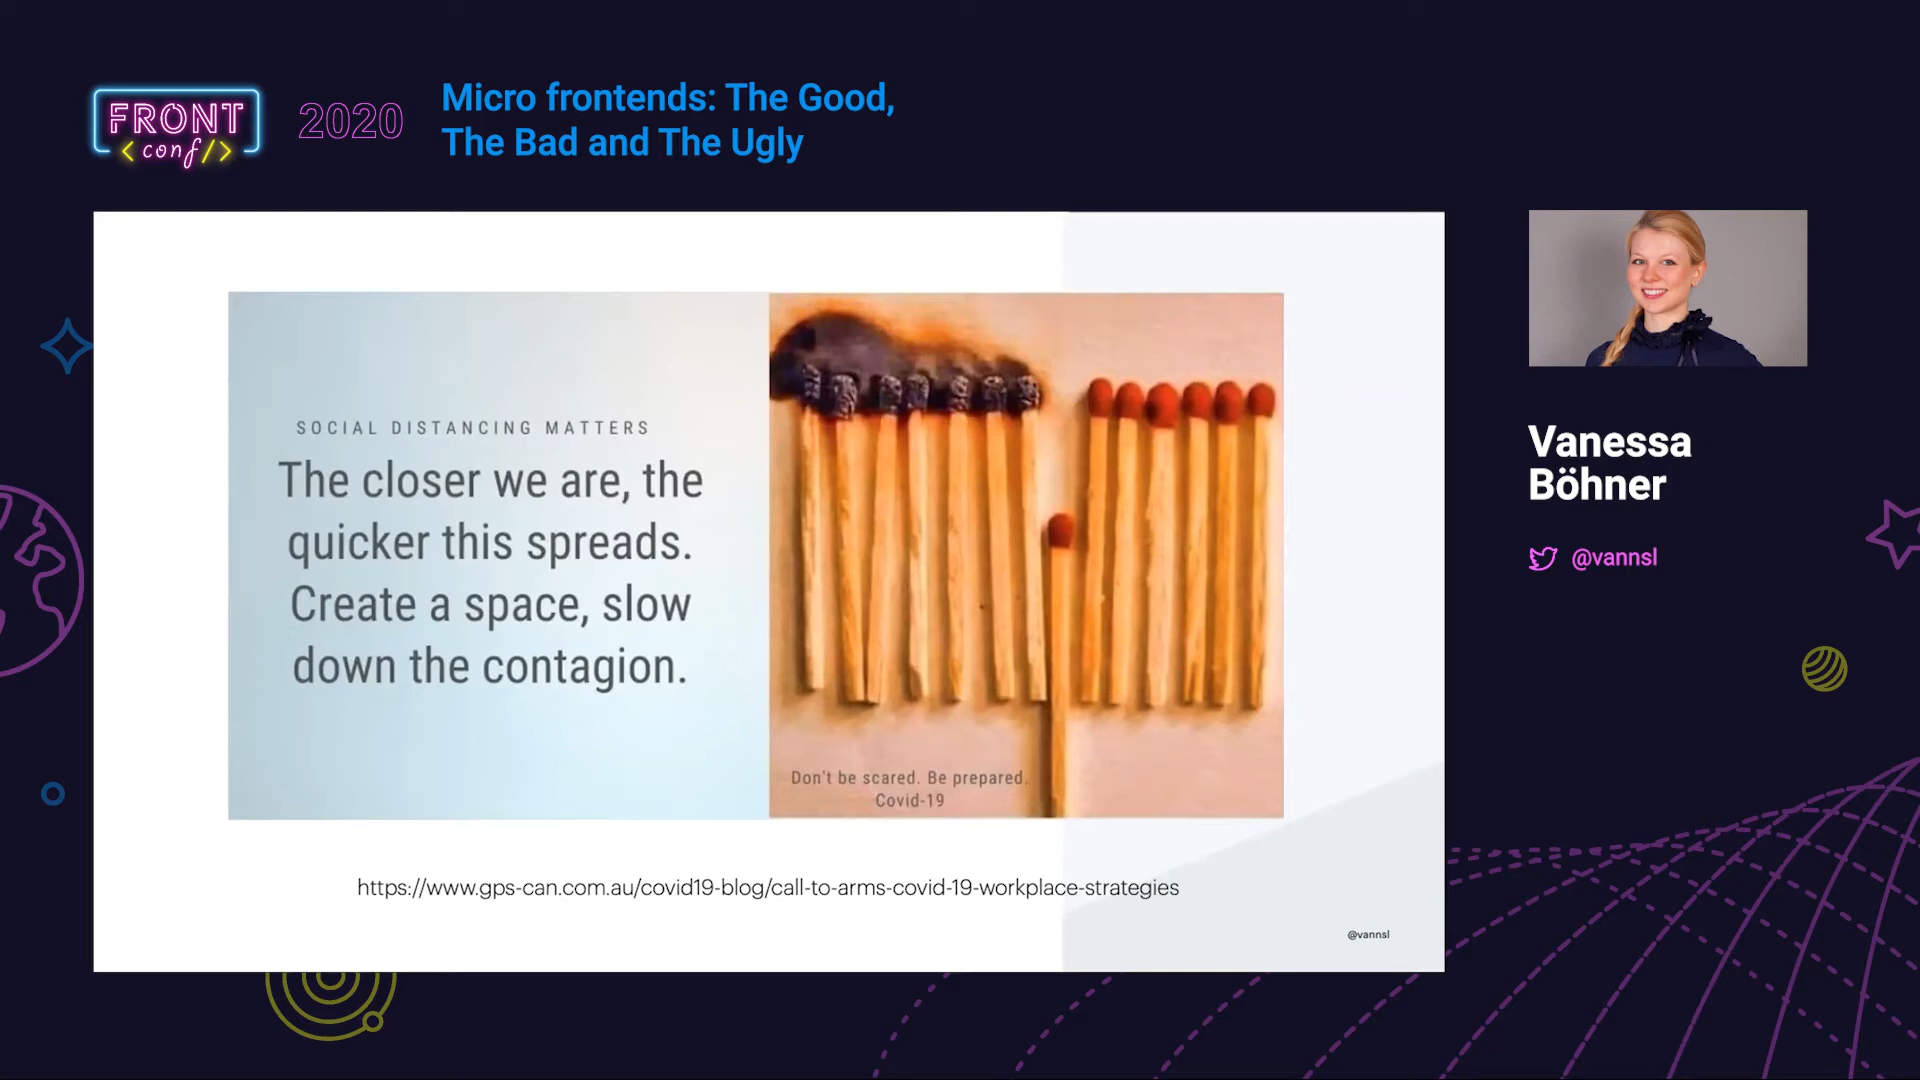 FRONT
<conf/>
2020
Micro frontends: The Good,
The Bad and The Ugly
SOCIAL DISTANCING MATTERS
The closer we are, the
quicker this spreads.
Create a space, slow
down the contagion.
Don't be scared. Be prepared.
Covid-19
https://www.gps-can.com.au/covid19-blog/call-to-arms-covid-19-workplace-strategies
@vannsl
Vanessa
Böhner
@vannsl